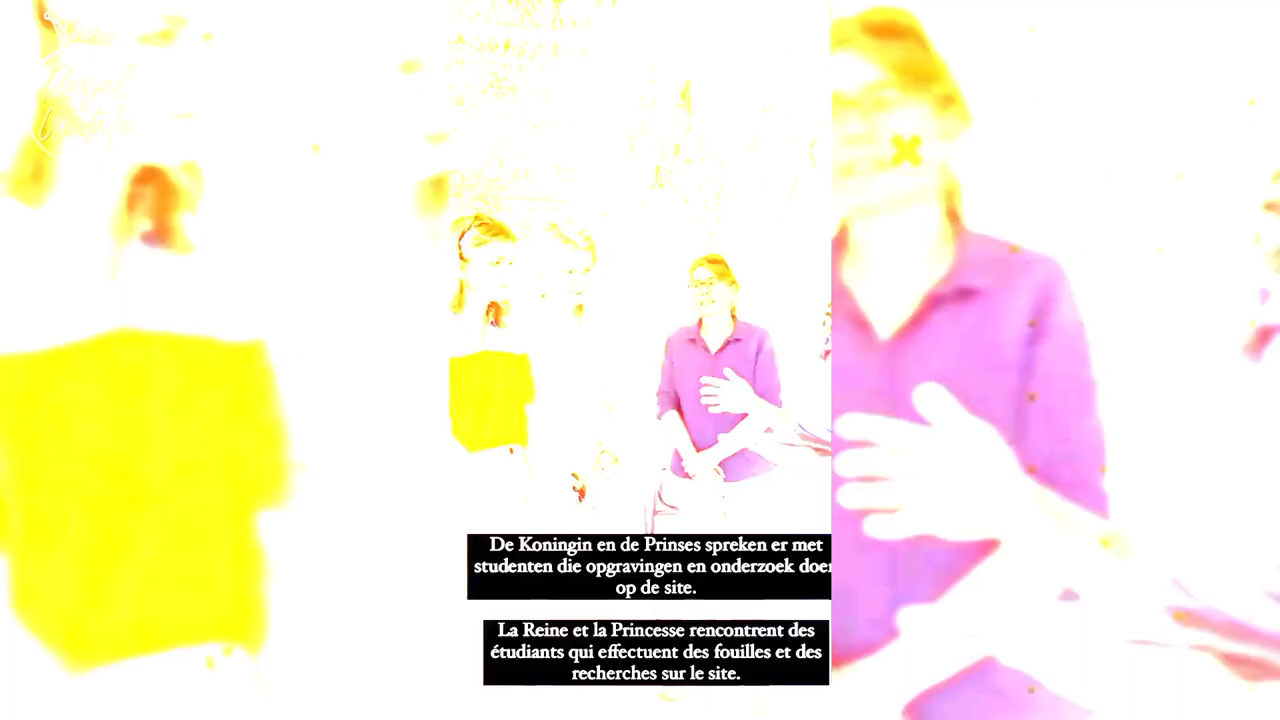 De Koningin en de Prinses spreken er met
studenten die opgravingen en onderzoek doen
op de site.
La Reine et la Princesse rencontrent des
étudiants qui effectuent des fouilles et des
recherches sur le site.